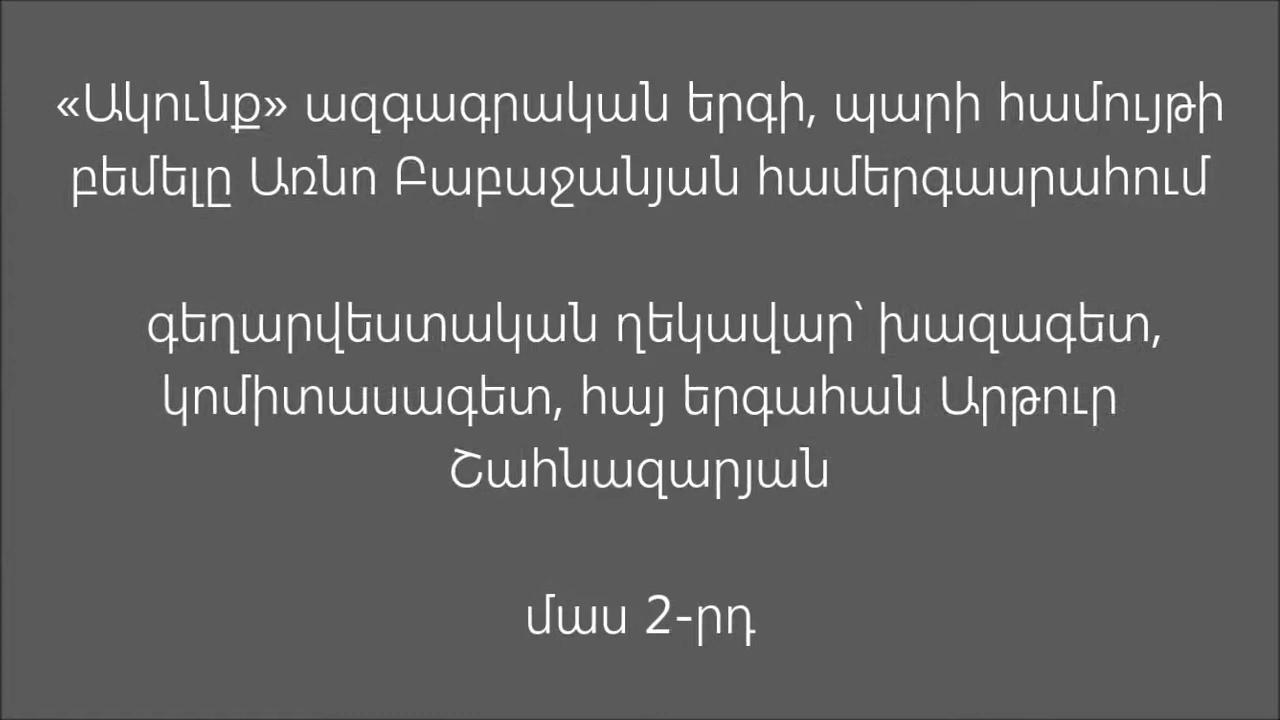 «Ակունք» ազգագրական երգի, պարի համույթի
բեմելը Առնո Բաբաջանյան համերգասրահում
գեղարվեստական ղեկավար՝ խազագետ,
կոմիտասագետ, հայ երգահան Արթուր
Շահնազարյան
մաս 2-րդ